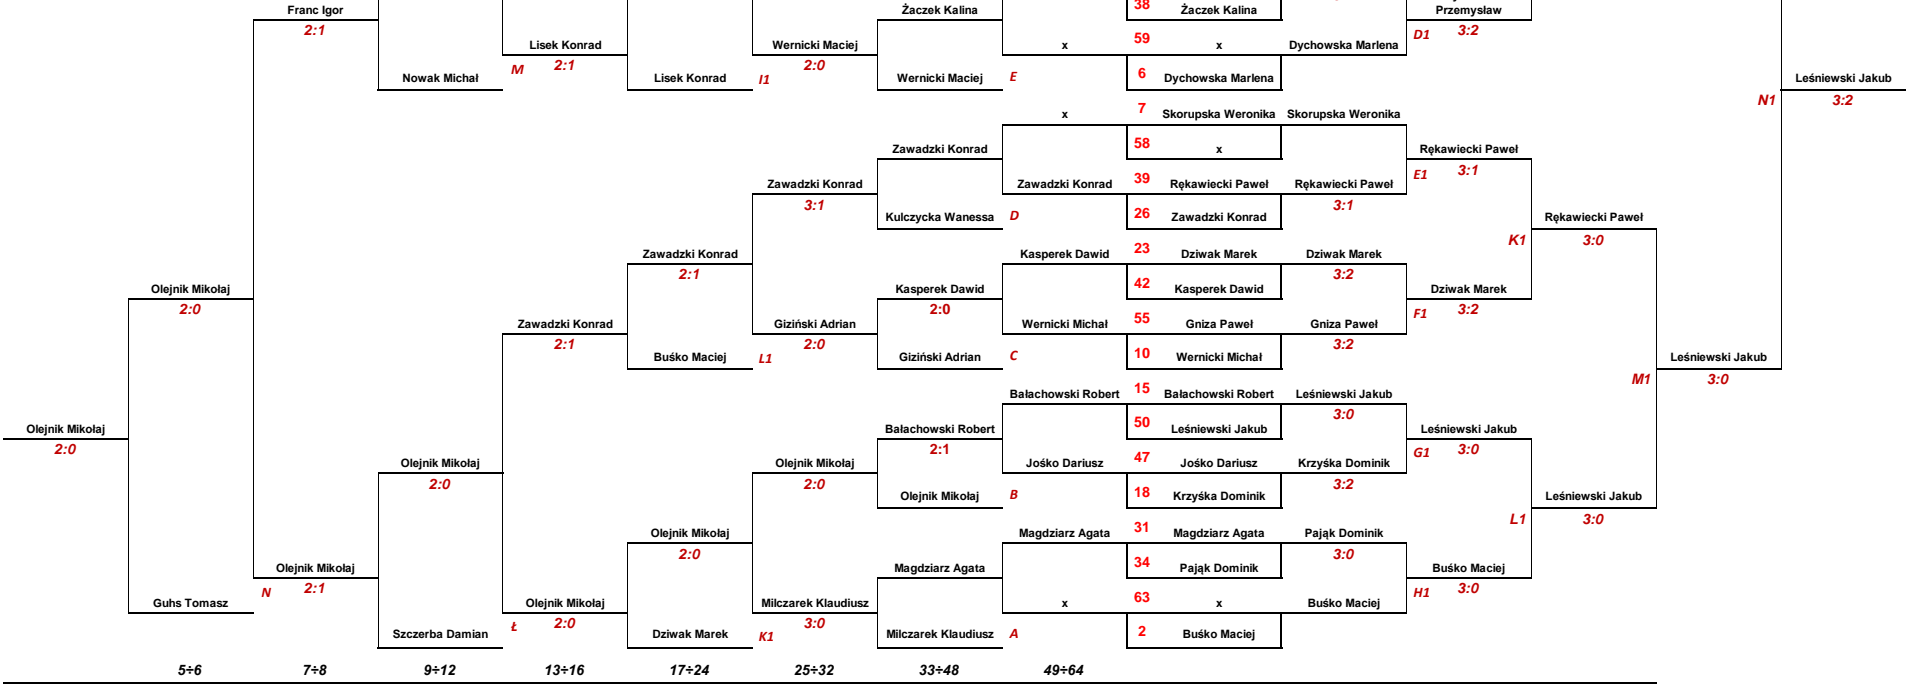 Franc Igor Żaczek Kalina 38 Żaczek Kalina Przemysław
2:1 D1 3:2
Lisek Konrad Wernicki Maciej x 59 x Dychowska Marlena
M 2:1 2:0
Nowak Michał Lisek Konrad I1 Wernicki Maciej E 6 Dychowska Marlena Leśniewski Jakub
N1 3:2
x 7 Skorupska Weronika Skorupska Weronika
Zawadzki Konrad 58 x Rękawiecki Paweł
E1 3:1
Zawadzki Konrad Zawadzki Konrad 39 Rękawiecki Paweł Rękawiecki Paweł
3:1 3:1
Kulczycka Wanessa D 26 Zawadzki Konrad Rękawiecki Paweł
K1 3:0
Zawadzki Konrad Kasperek Dawid 23 Dziwak Marek Dziwak Marek
2:1 3:2
Olejnik Mikołaj Kasperek Dawid 42 Kasperek Dawid Dziwak Marek
2:0 2:0 F1 3:2
Zawadzki Konrad Giziński Adrian Wernicki Michał 55 Gniza Paweł Gniza Paweł
2:1 2:0 3:2
Buśko Maciej L1 Giziński Adrian C 10 Wernicki Michał Leśniewski Jakub
M1 3:0
Bałachowski Robert 15 Bałachowski Robert Leśniewski Jakub
3:0
Olejnik Mikołaj Bałachowski Robert 50 Leśniewski Jakub Leśniewski Jakub
2:0 2:1 G1 3:0
Olejnik Mikołaj Olejnik Mikołaj Jośko Dariusz 47 Jośko Dariusz Krzyśka Dominik
2:0 2:0 3:2
Olejnik Mikołaj B 18 Krzyśka Dominik Leśniewski Jakub
L1 3:0
Olejnik Mikołaj Magdziarz Agata 31 Magdziarz Agata Pająk Dominik
2:0 3:0
Olejnik Mikołaj Magdziarz Agata 34 Pająk Dominik Buśko Maciej
N 2:1 H1 3:0
Guhs Tomasz Olejnik Mikołaj Milczarek Klaudiusz x 63 x Buśko Maciej
Ł 2:0 3:0
Szczerba Damian Dziwak Marek K1 Milczarek Klaudiusz A 2 Buśko Maciej
5÷6 7÷8 9÷12 13÷16 17÷24 25÷32 33÷48 49÷64